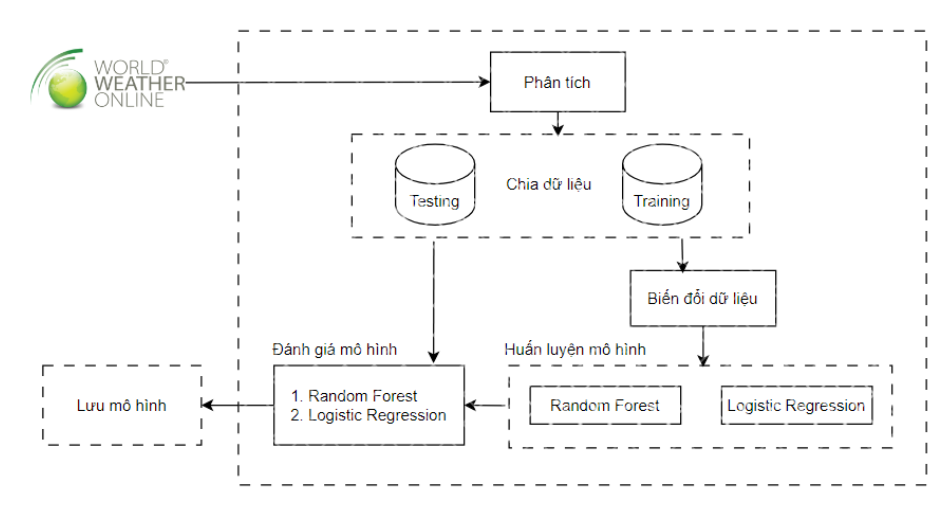 WORLD®
WEATHER
ONLINE
Phân tích
Chia dữ liệu
Testing
Training
Biến đổi dữ liệu
Đánh giá mô hình
Huấn luyện mô hình
1. Random Forest
2. Logistic Regression
Random Forest
Logistic Regression
Lưu mô hình